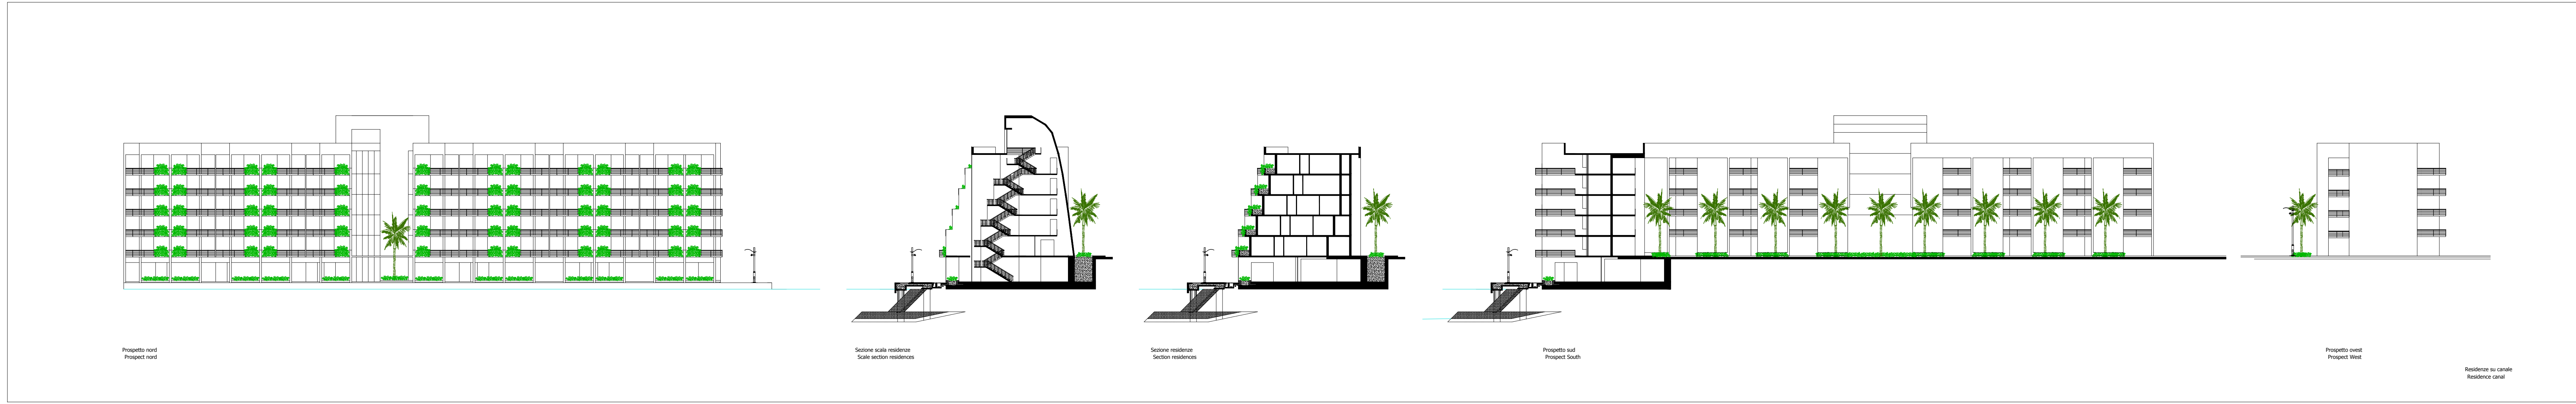 Prospetto nord
Prospect nord
Sezione scala residenze
Scale section residences
Sezione residenze
Section residences
Prospetto sud
Prospect South
Prospetto ovest
Prospect West
Residenze su canale
Residence canal